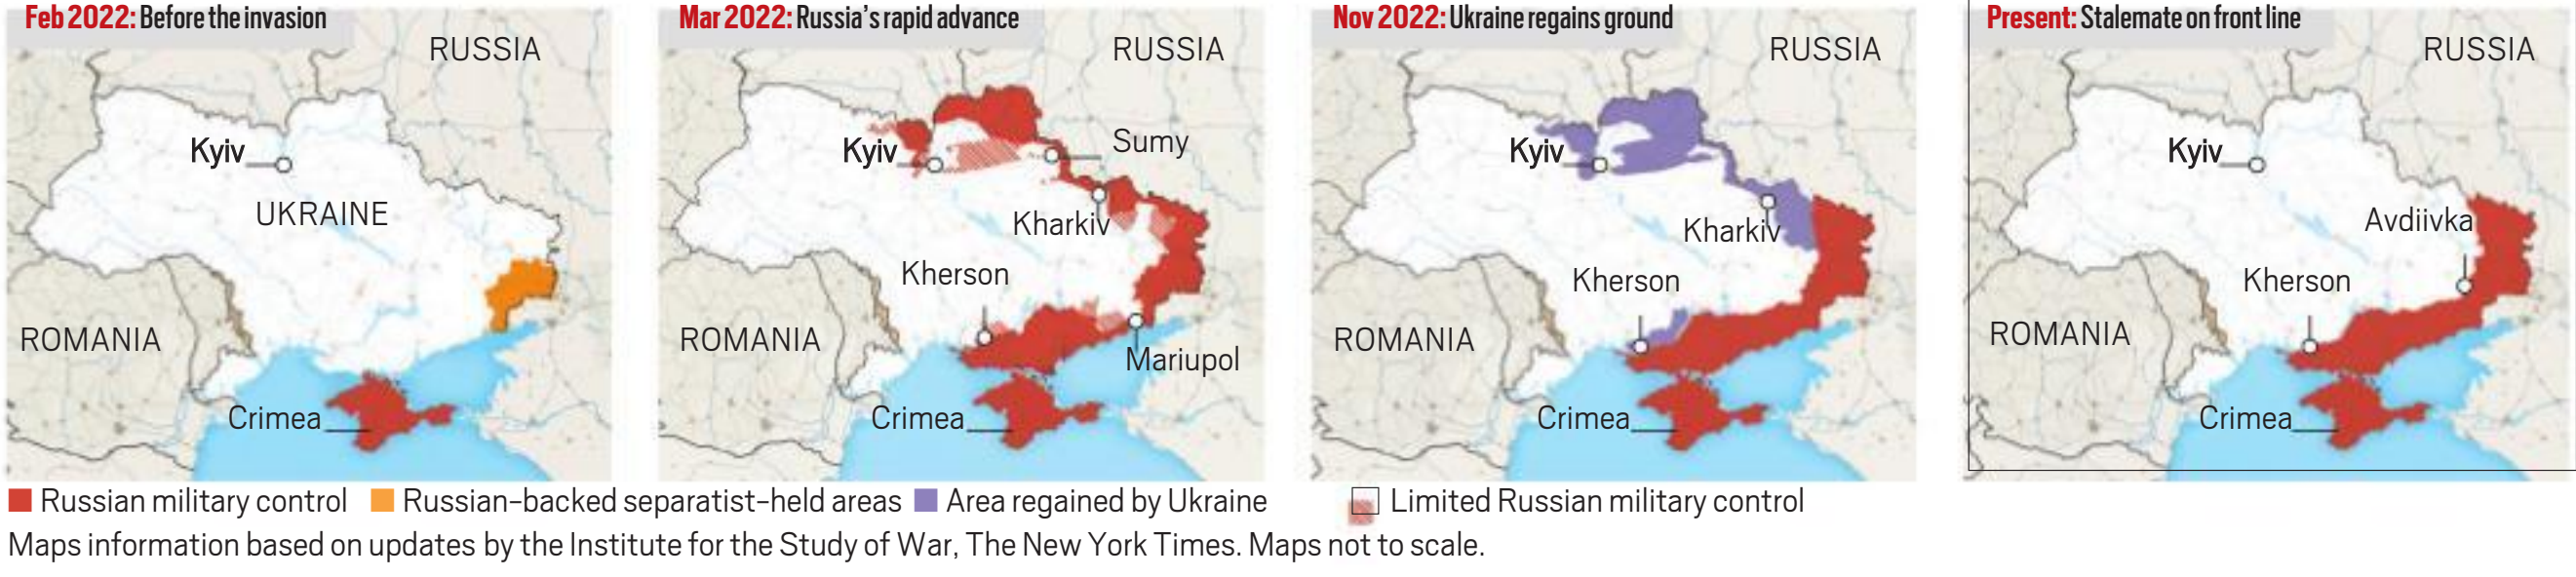 Feb 2022: Before the invasion
RUSSIA
Kyiv
UKRAINE
ROMANIA
Crimea
Mar 2022: Russia's rapid advance
RUSSIA
Sumy
Kyiv
Kharkiv
Kherson
ROMANIA
Mariupol
Crimea
Nov 2022: Ukraine regains ground
RUSSIA
Kyiv
Kharkiv
Kherson
ROMANIA
Crimea
Present: Stalemate on front line
RUSSIA
Kyiv
Avdiivka
Kherson
ROMANIA
Crimea
Russian military control Russian-backed separatist-held areas Area regained by Ukraine Limited Russian military control
Maps information based on updates by the Institute for the Study of War, The New York Times. Maps not to scale.